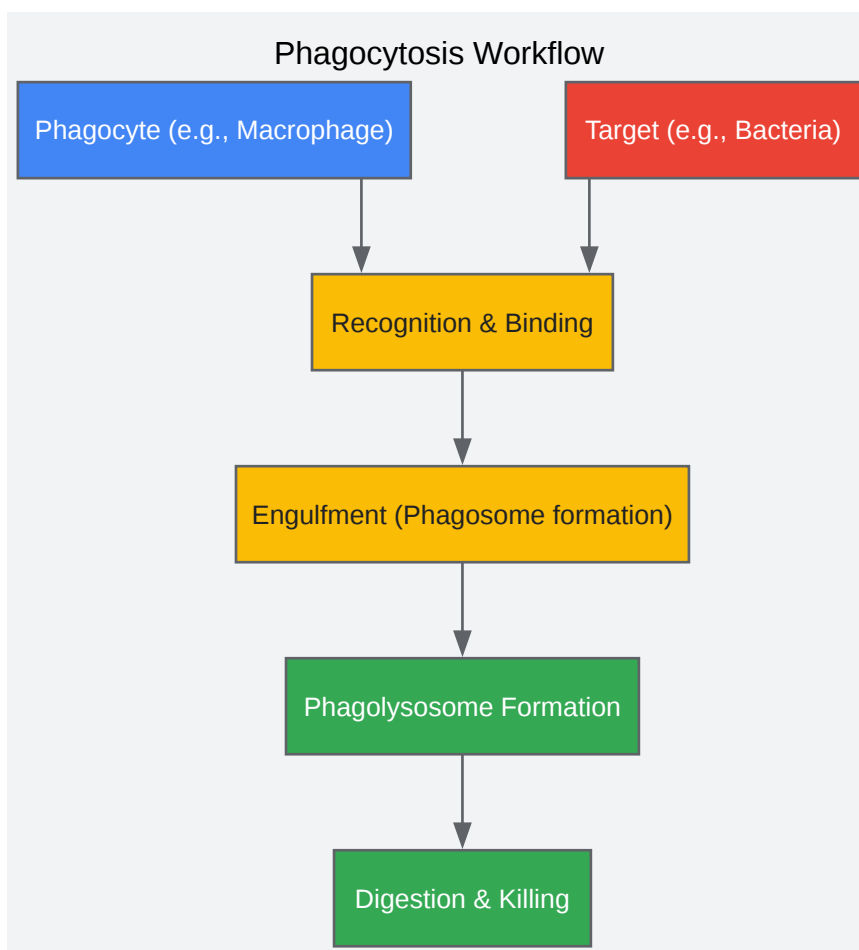 Phagocytosis Workflow
Phagocyte (e.g., Macrophage)
Target (e.g., Bacteria)
Recognition & Binding
Engulfment (Phagosome formation)
Phagolysosome Formation
Digestion & Killing